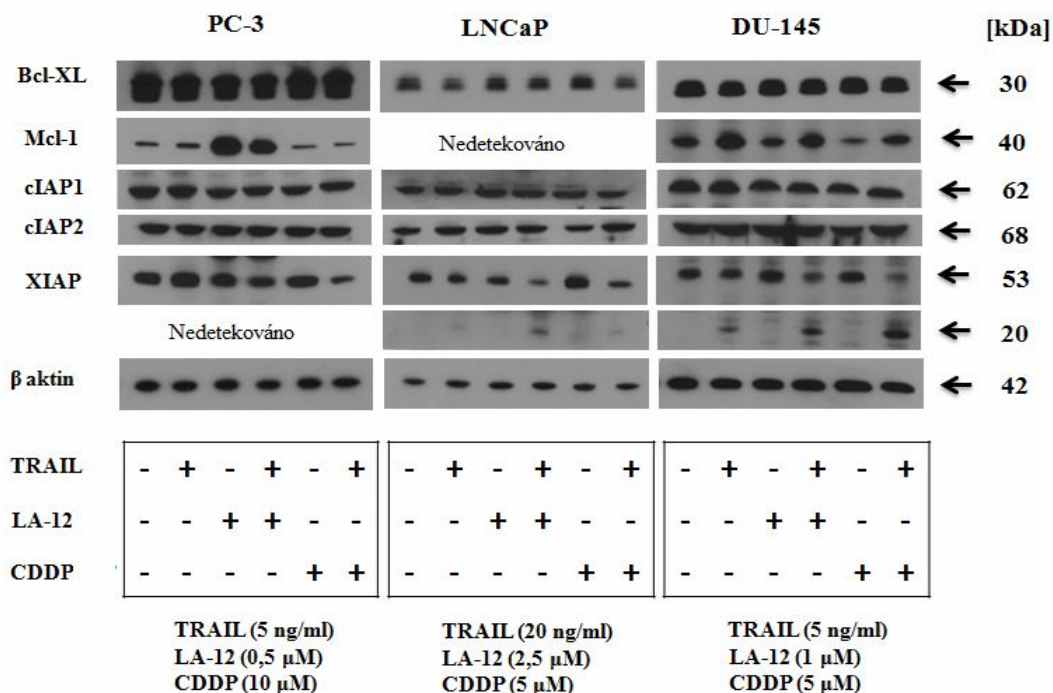 PC-3 LNCaP DU-145 [kDa]
Bcl-XL 30
Mcl-1 Nedetekováno 40
cIAP1 62
cIAP2 68
XIAP 53
Nedetekováno 20
β aktin 42
TRAIL - + - + - + - + - + - + - + - + - +
LA-12 - - + + - - - - + + - - - - + + - -
CDDP - - - - + + - - - - + + - - - - + +
TRAIL (5 ng/ml) TRAIL (20 ng/ml) TRAIL (5 ng/ml)
LA-12 (0,5 µM) LA-12 (2,5 µM) LA-12 (1 µM)
CDDP (10 µM) CDDP (5 µM) CDDP (5 µM)